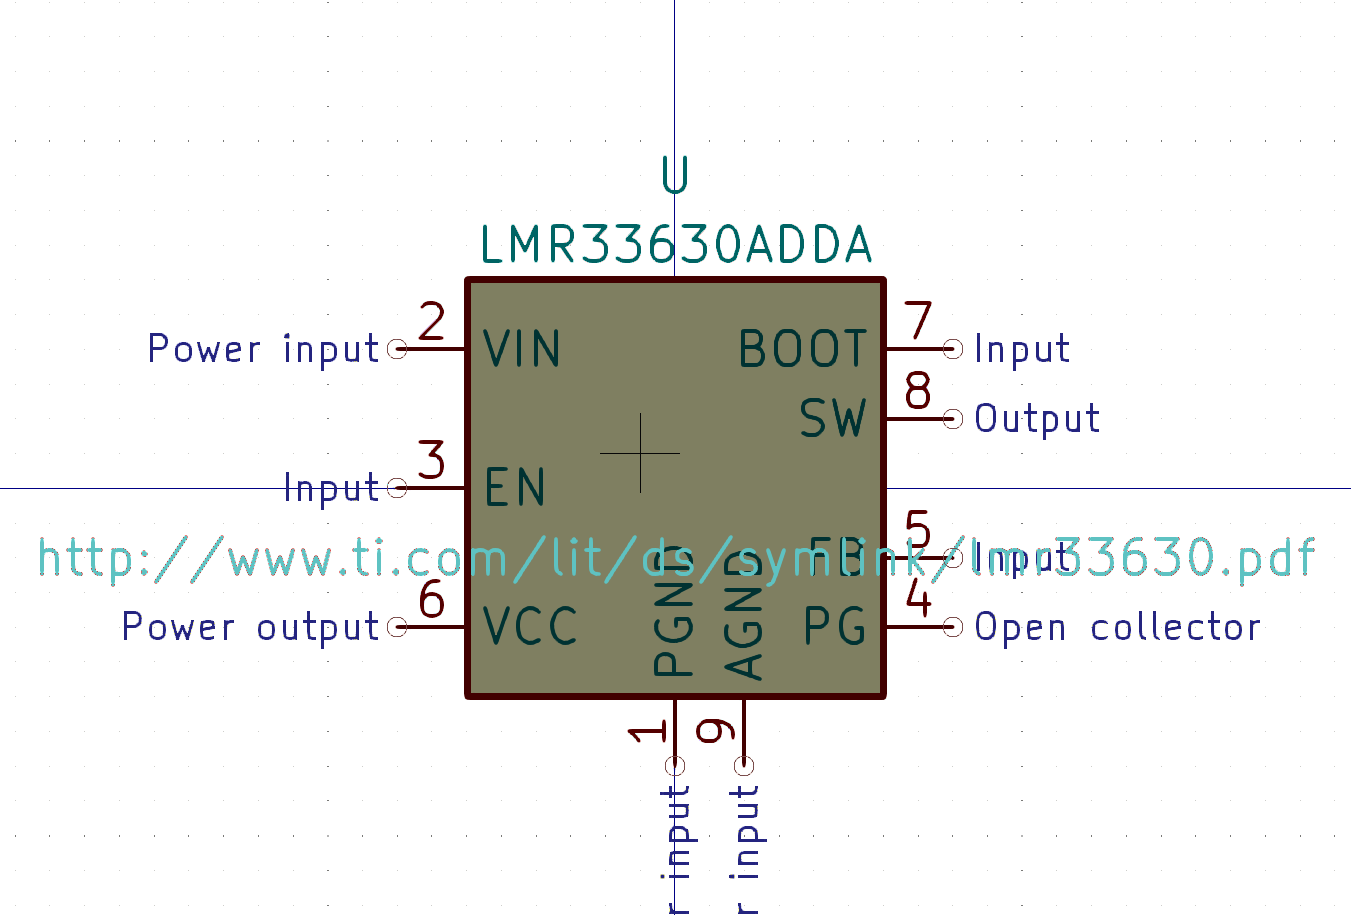 U
LMR33630ADDA
2
7
Power input
VIN
BOOT
Input
8
SW
Output
3
Input
EN
5
http://www.ti.com/lit/ds/symlink/lmr33630.pdf
FB
Input
6
4
Power output
VCC
PGND
AGND
PG
Open collector
1
9
r input
r input